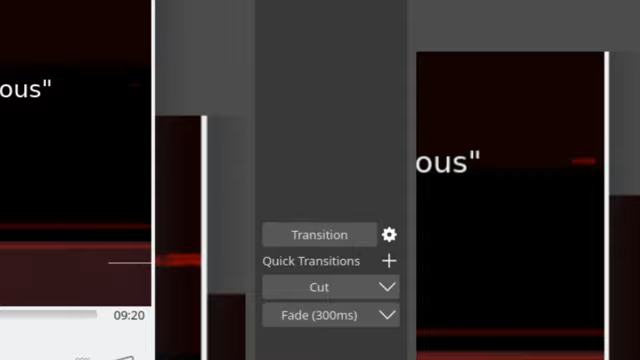 ous"
ous"
Transition
Quick Transitions
Cut
Fade (300ms)
09:20